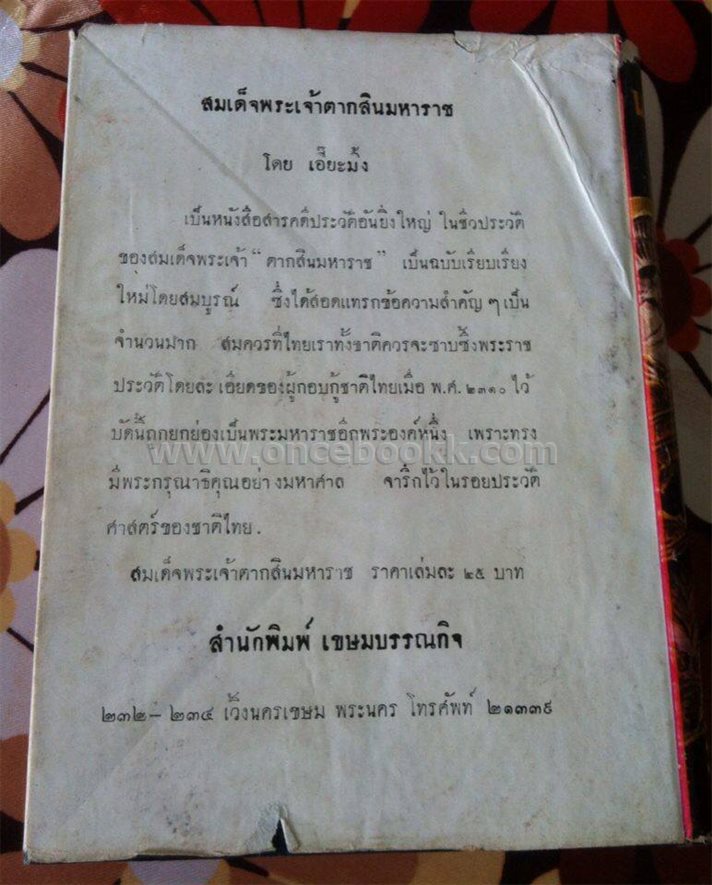 สมเด็จพระเจ้าตากสินมหาราช
โดย เอี๊ยะมั้ง
เป็นหนังสือสารคดีประวัติอันยิ่งใหญ่ ในชีวประวัติ
ของสมเด็จพระเจ้า “ ตากสินมหาราช ” เป็นฉบับเรียบเรียง
ใหม่โดยสมบูรณ์ ซึ่งได้สอดแทรกข้อความสำคัญ ๆ เป็น
จำนวนมาก สมควรที่ไทยเราทั้งชาติควรจะซาบซึ้งพระราช
ประวัติโดยละเอียดของผู้กอบกู้ชาติไทยเมื่อ พ.ศ. ๒๓๑๐ ไว้
บัดนี้ถูกยกย่องเป็นพระมหาราชอีกพระองค์หนึ่ง เพราะทรง
www.oncebookk.com
มีพระกรุณาธิคุณอย่างมหาศาล จารึกไว้ในรอยประวัติ
ศาสตร์ของชาติไทย.
สมเด็จพระเจ้าตากสินมหาราช ราคาเล่มละ ๒๕ บาท
สำนักพิมพ์ เขษมบรรณกิจ
๒๓๒ – ๒๓๔ เวิ้งนครเขษม พระนคร โทรศัพท์ ๒๑๓๓๙